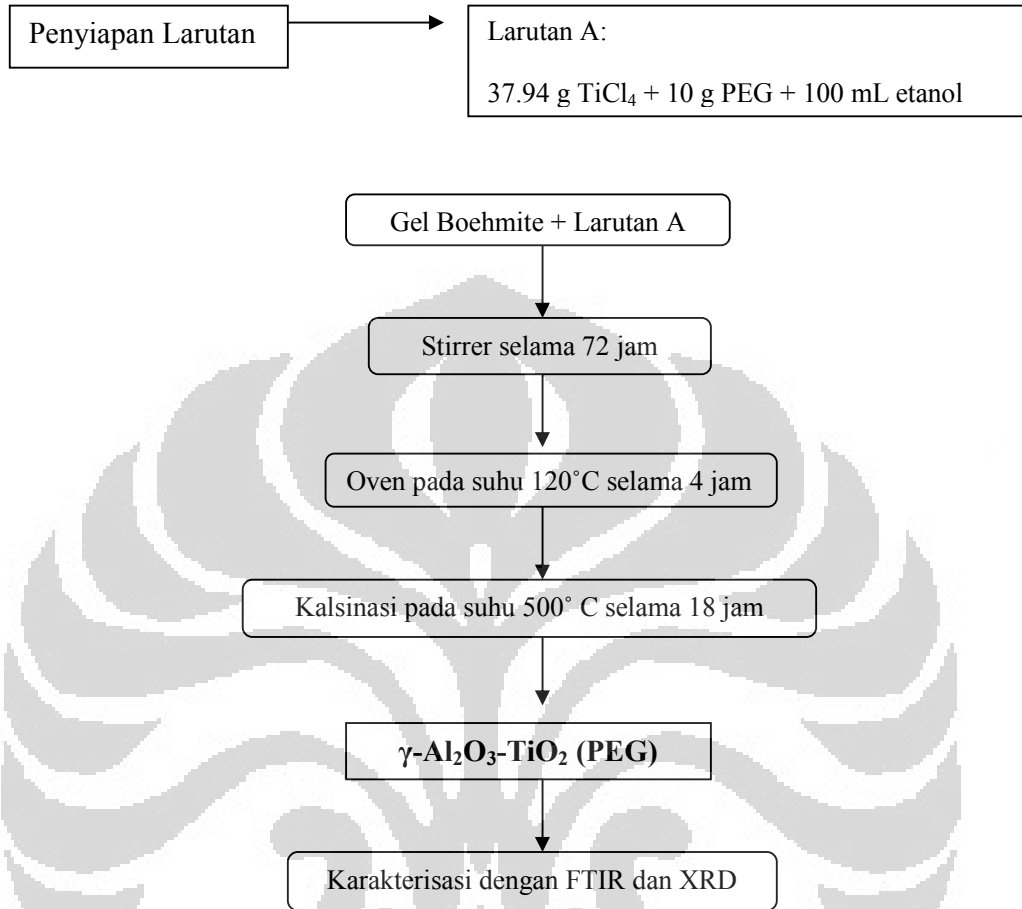 Penyiapan Larutan
Larutan A:
37.94 g TiCl₄ + 10 g PEG + 100 mL etanol
Gel Boehmite + Larutan A
Stirrer selama 72 jam
Oven pada suhu 120˚C selama 4 jam
Kalsinasi pada suhu 500˚ C selama 18 jam
γ-Al₂O₃-TiO₂ (PEG)
Karakterisasi dengan FTIR dan XRD